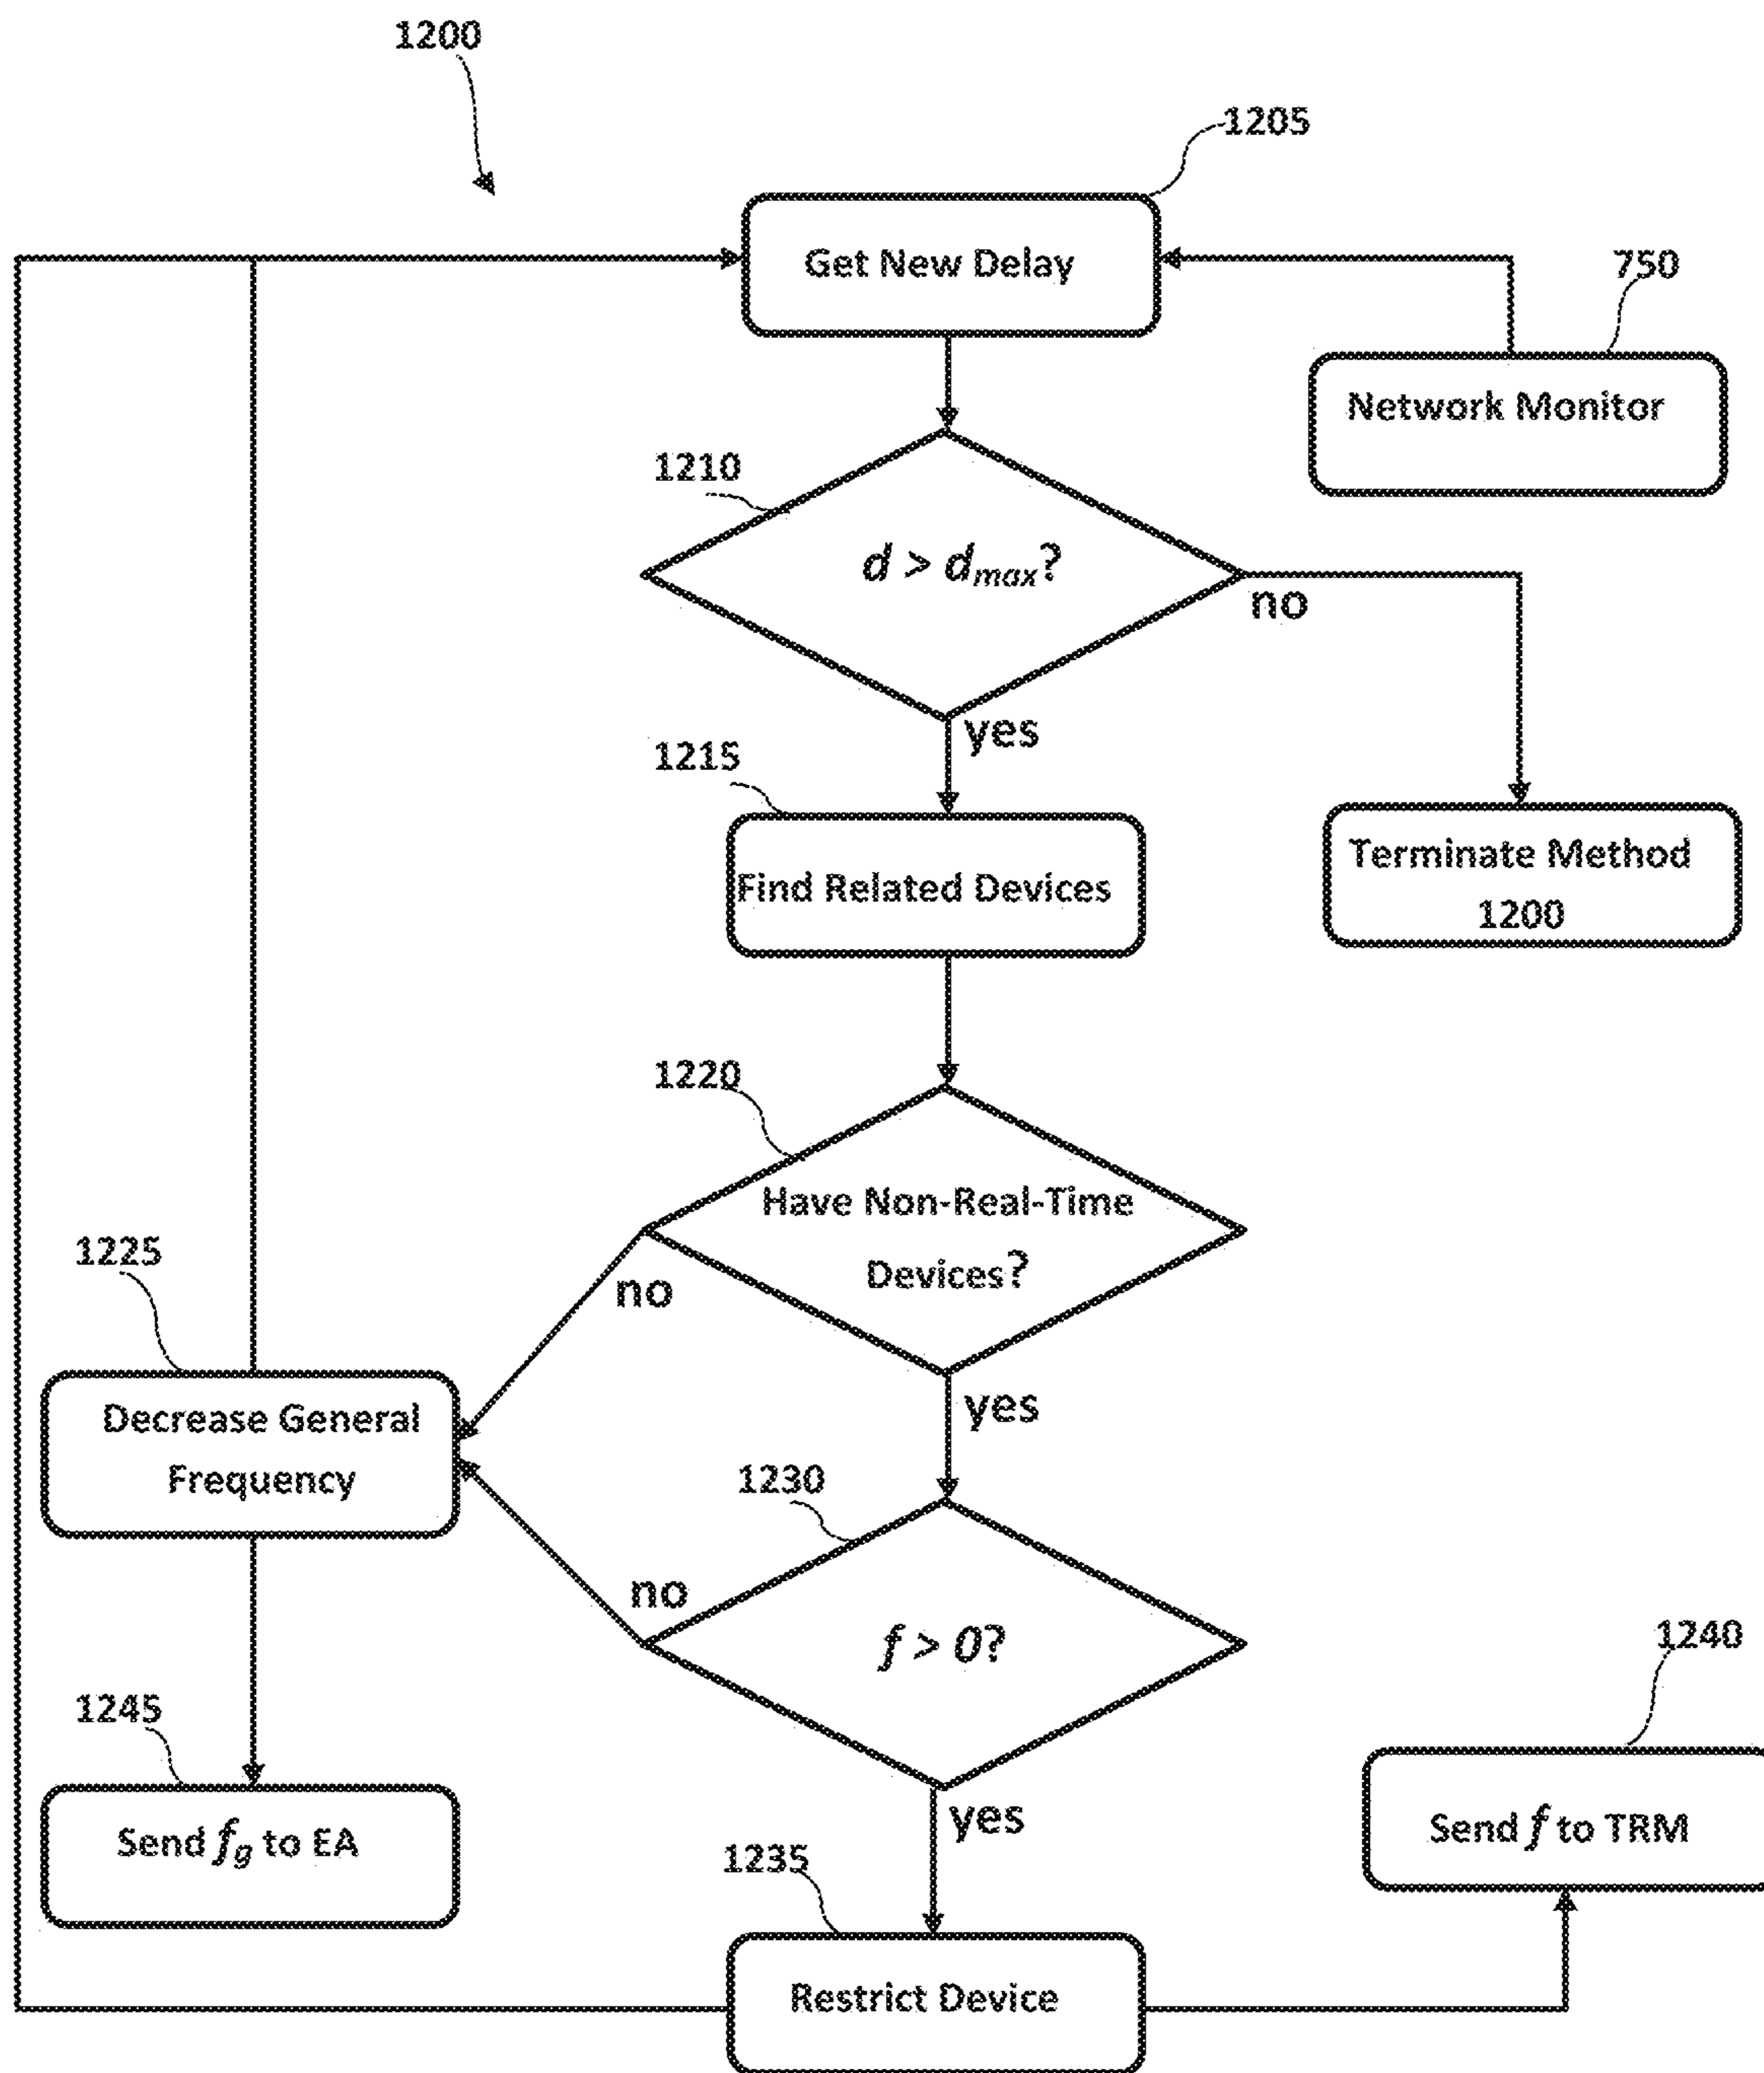 1200
1205
Get New Delay
750
Network Monitor
1210
d > dmax?
no
yes
1215
Find Related Devices
Terminate Method
1200
1220
Have Non-Real-Time
Devices?
no
yes
1225
Decrease General
Frequency
1230
no
f > 0?
yes
1240
Send f to TRM
1245
Send fg to EA
1235
Restrict Device